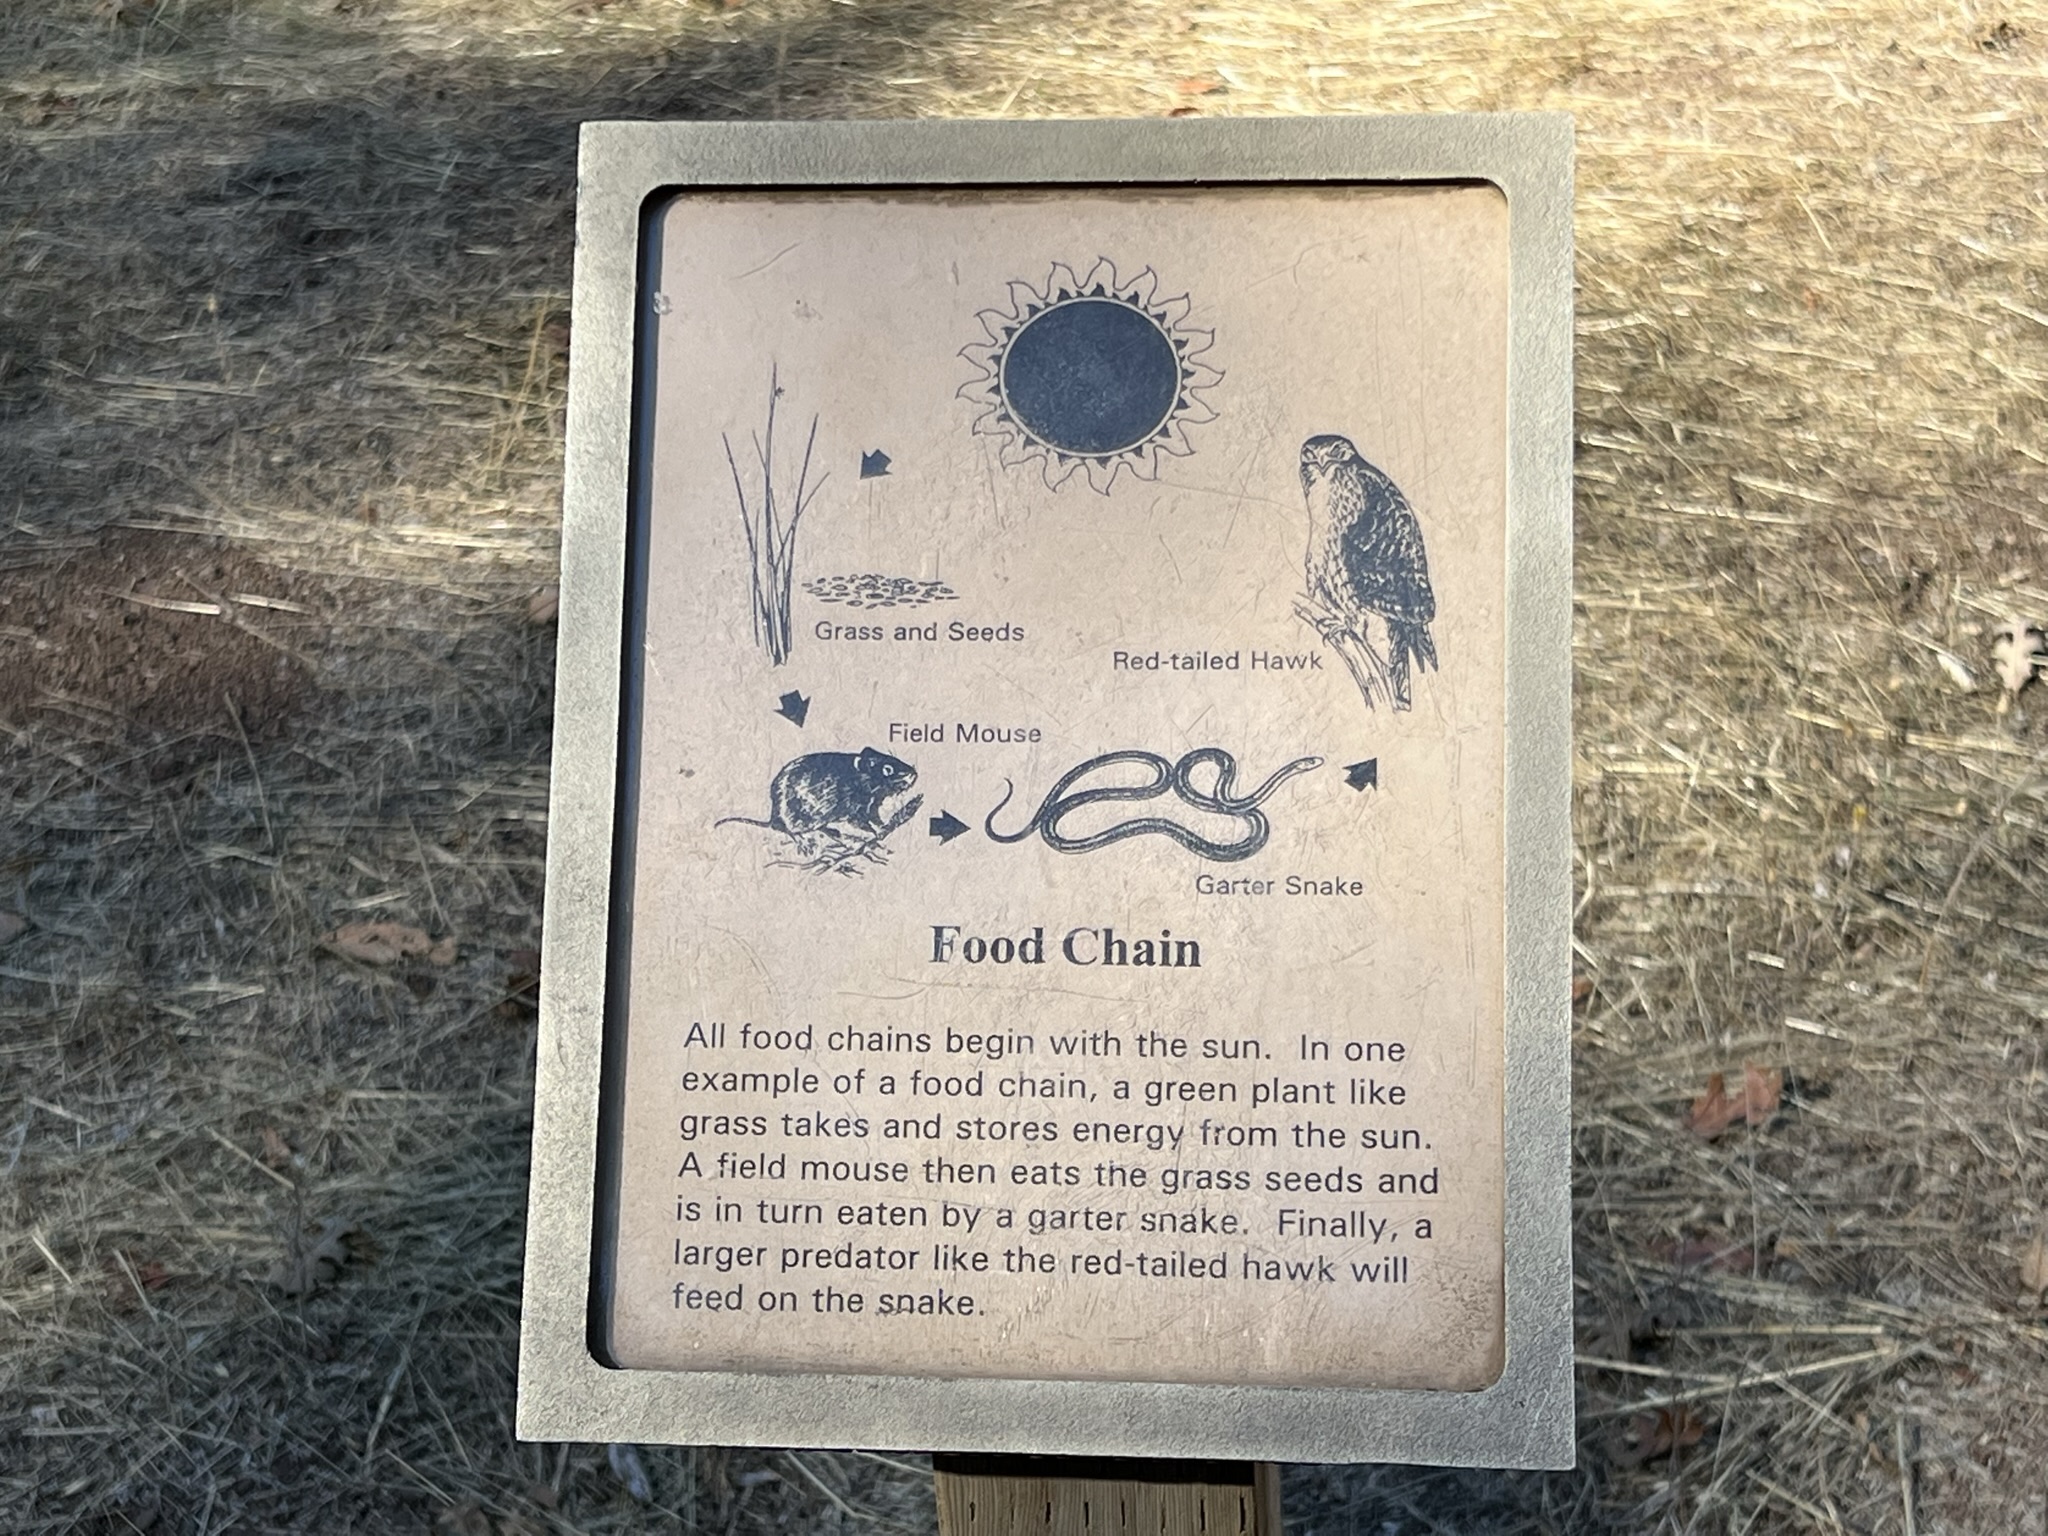 Grass and Seeds
Red-tailed Hawk
Field Mouse
Garter Snake
Food Chain
All food chains begin with the sun. In one
example of a food chain, a green plant like
grass takes and stores energy from the sun.
A field mouse then eats the grass seeds and
is in turn eaten by a garter snake. Finally, a
larger predator like the red-tailed hawk will
feed on the snake.